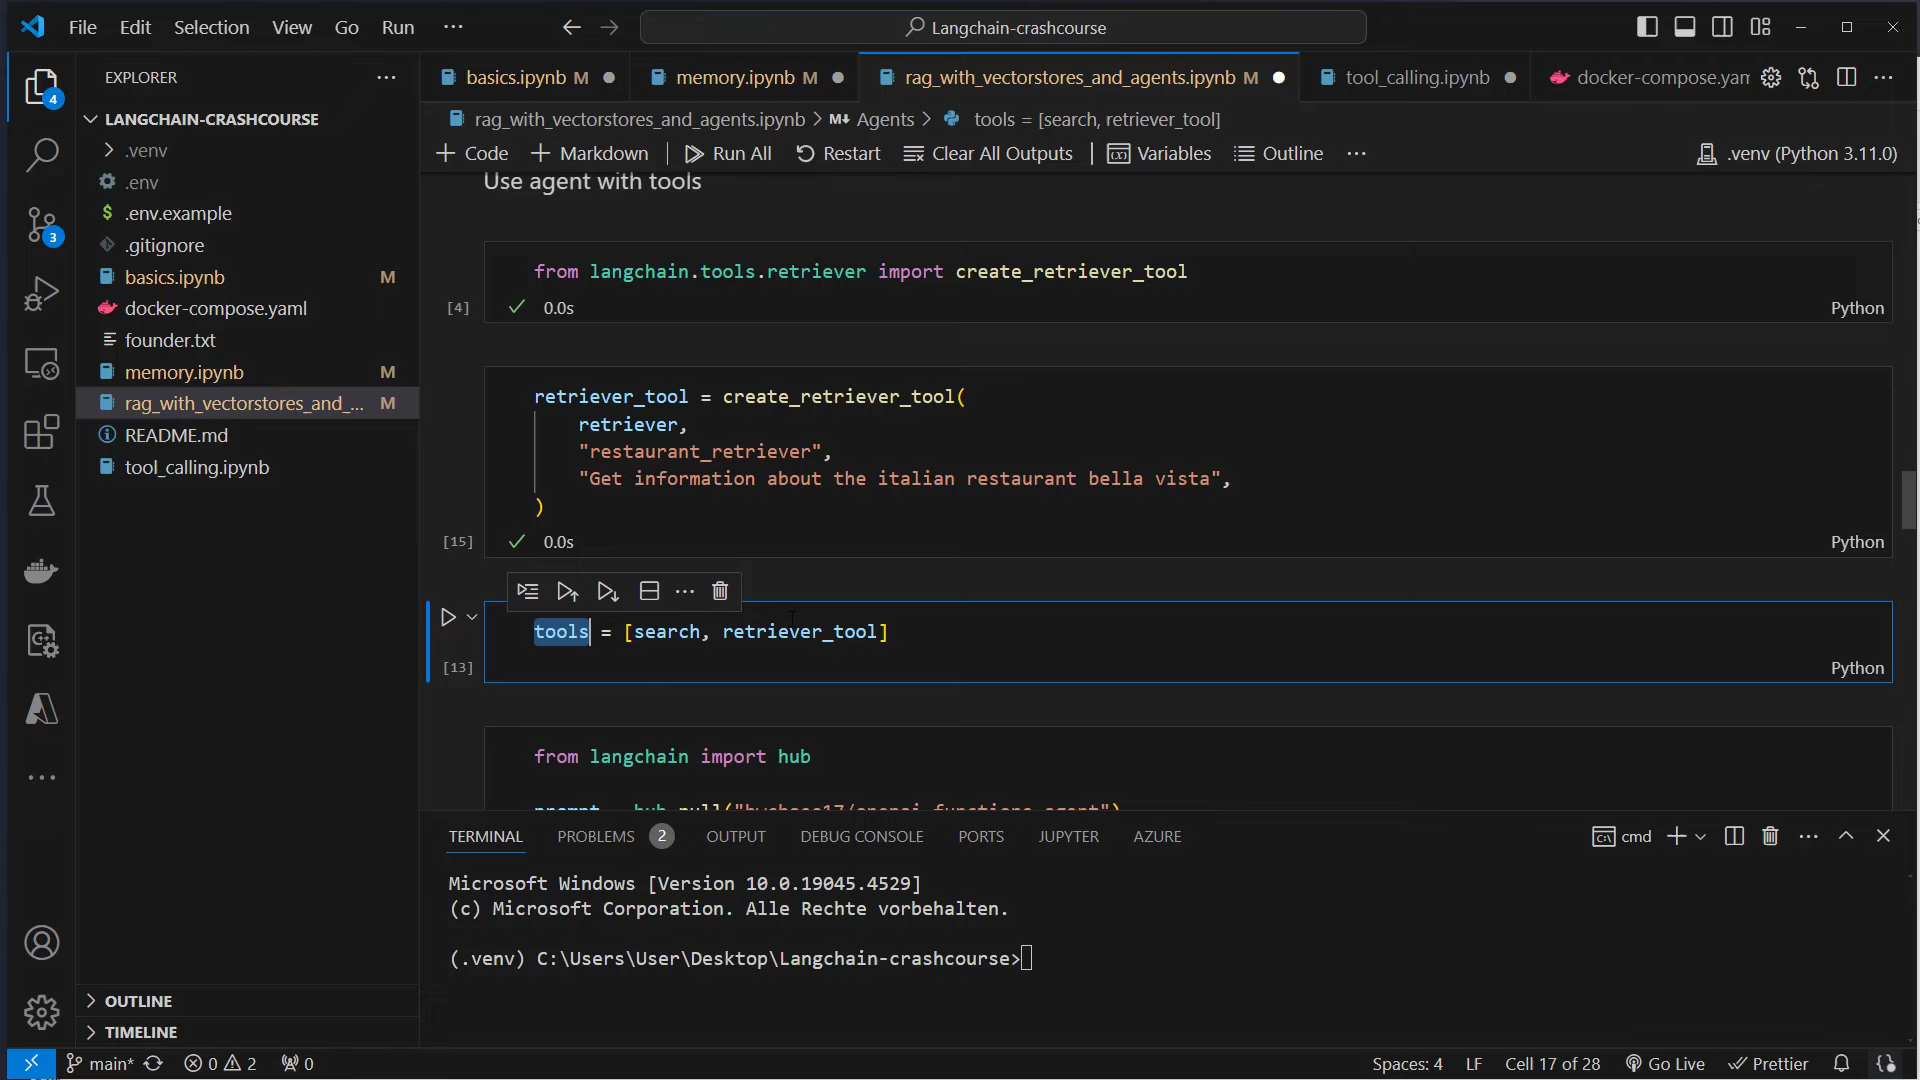 File Edit Selection View Go Run ···
Langchain-crashcourse
EXPLORER
LANGCHAIN-CRASHCOURSE
.venv
.env
.env.example
.gitignore
basics.ipynb M
docker-compose.yaml
founder.txt
memory.ipynb M
rag_with_vectorstores_and_... M
README.md
tool_calling.ipynb
OUTLINE
TIMELINE
4
3
basics.ipynb M
memory.ipynb M
rag_with_vectorstores_and_agents.ipynb M
tool_calling.ipynb
docker-compose.yam
rag_with_vectorstores_and_agents.ipynb > M↓ Agents > tools = [search, retriever_tool]
+ Code + Markdown Run All Restart Clear All Outputs Variables Outline ···
.venv (Python 3.11.0)
Use agent with tools
from langchain.tools.retriever import create_retriever_tool
[4] ✓ 0.0s Python
retriever_tool = create_retriever_tool(
retriever,
"restaurant_retriever",
"Get information about the italian restaurant bella vista",
)
[15] ✓ 0.0s Python
tools = [search, retriever_tool]
[13] Python
from langchain import hub
TERMINAL PROBLEMS 2 OUTPUT DEBUG CONSOLE PORTS JUPYTER AZURE
cmd
Microsoft Windows [Version 10.0.19045.4529]
(c) Microsoft Corporation. Alle Rechte vorbehalten.
(.venv) C:\Users\User\Desktop\Langchain-crashcourse>
main* 0 2 0
Spaces: 4 LF Cell 17 of 28 Go Live Prettier